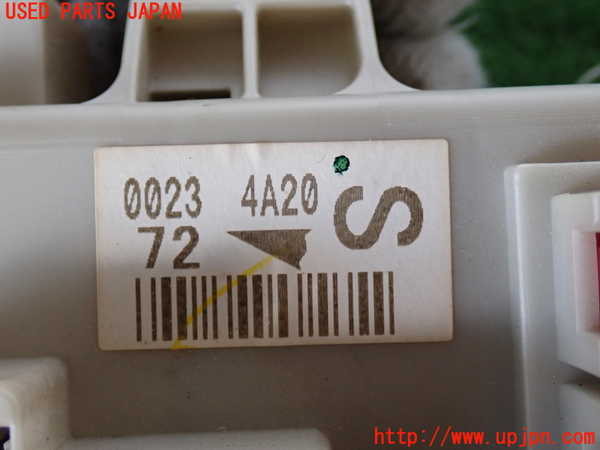 USED PARTS JAPAN
0023 4A20
72
S
http://www.upjpn.com/